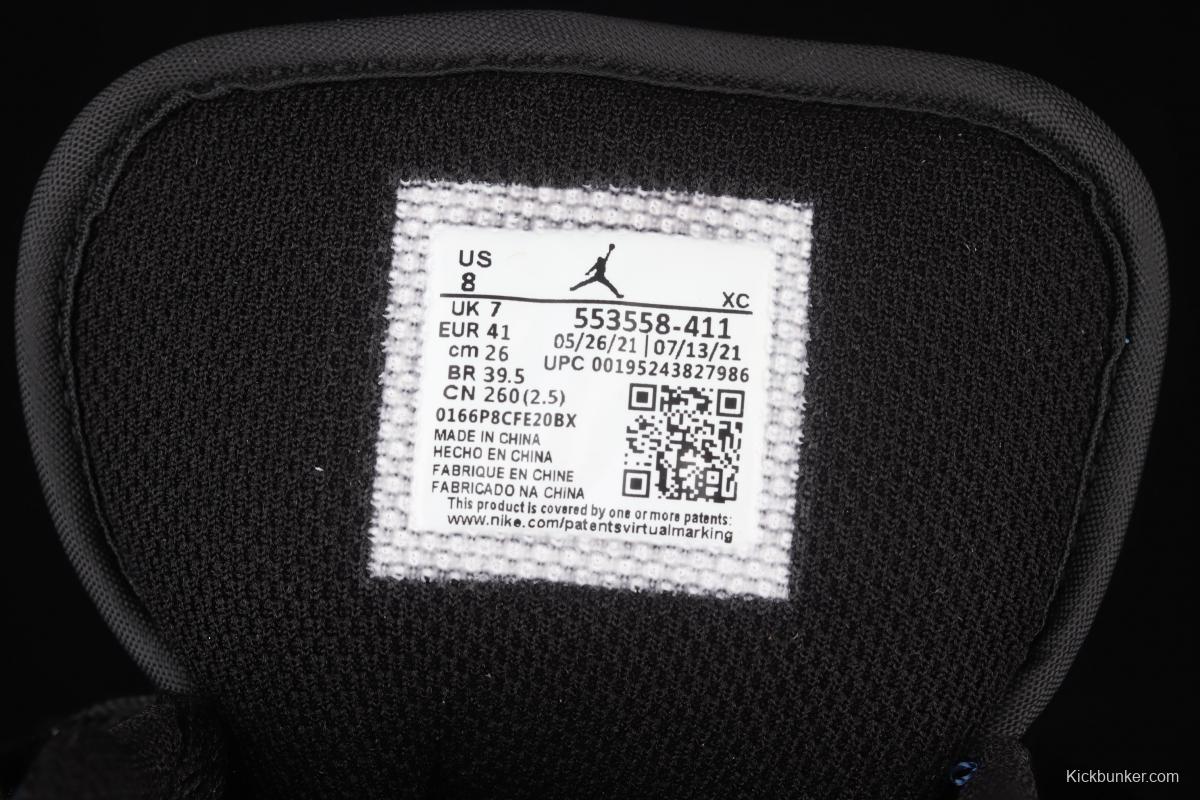 US
8
XC
UK 7
EUR 41
cm 26
BR 39.5
CN 260(2.5)
553558-411
05/26/21 | 07/13/21
UPC 00195243827986
0166P8CFE20BX
MADE IN CHINA
HECHO EN CHINA
FABRIQUE EN CHINE
FABRICADO NA CHINA
This product is covered by one or more patents:
www.nike.com/patentsvirtualmarking
Kickbunker.com